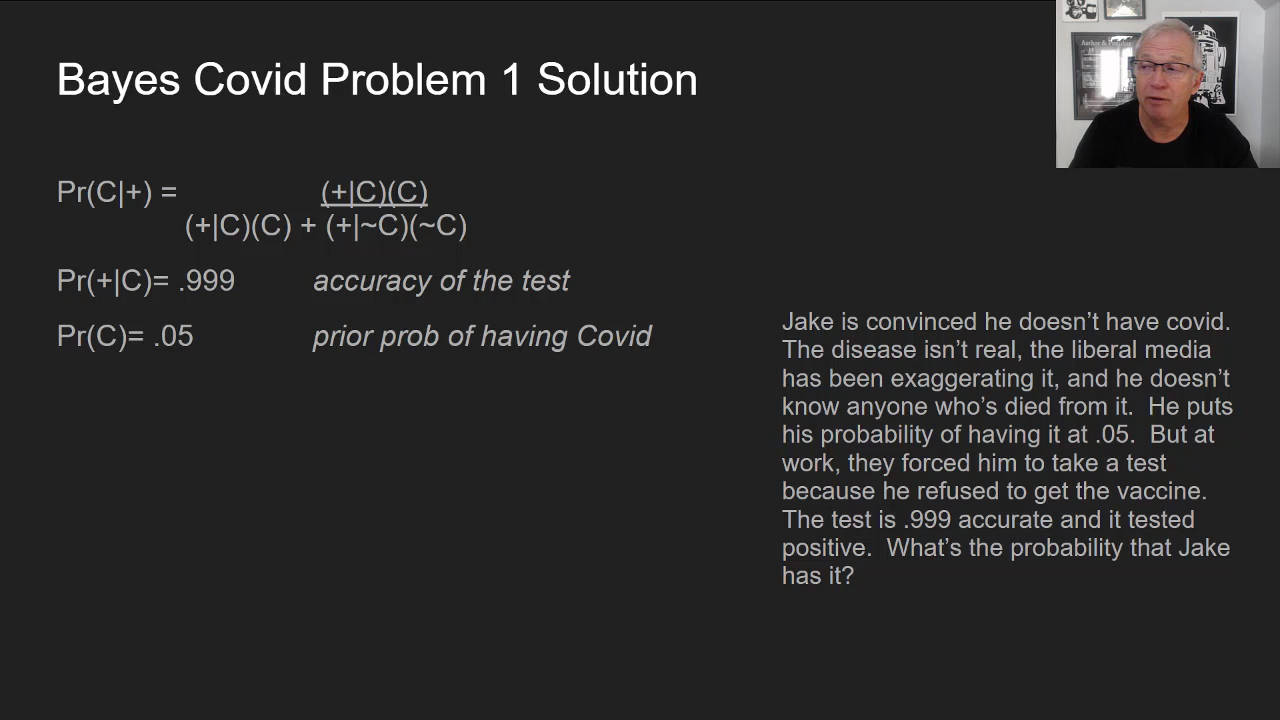 Bayes Covid Problem 1 Solution
Pr(C|+) = (+|C)(C)
(+|C)(C) + (+|~C)(~C)
Pr(+|C)= .999 accuracy of the test
Pr(C)= .05 prior prob of having Covid
Jake is convinced he doesn’t have covid.
The disease isn’t real, the liberal media
has been exaggerating it, and he doesn’t
know anyone who’s died from it. He puts
his probability of having it at .05. But at
work, they forced him to take a test
because he refused to get the vaccine.
The test is .999 accurate and it tested
positive. What’s the probability that Jake
has it?